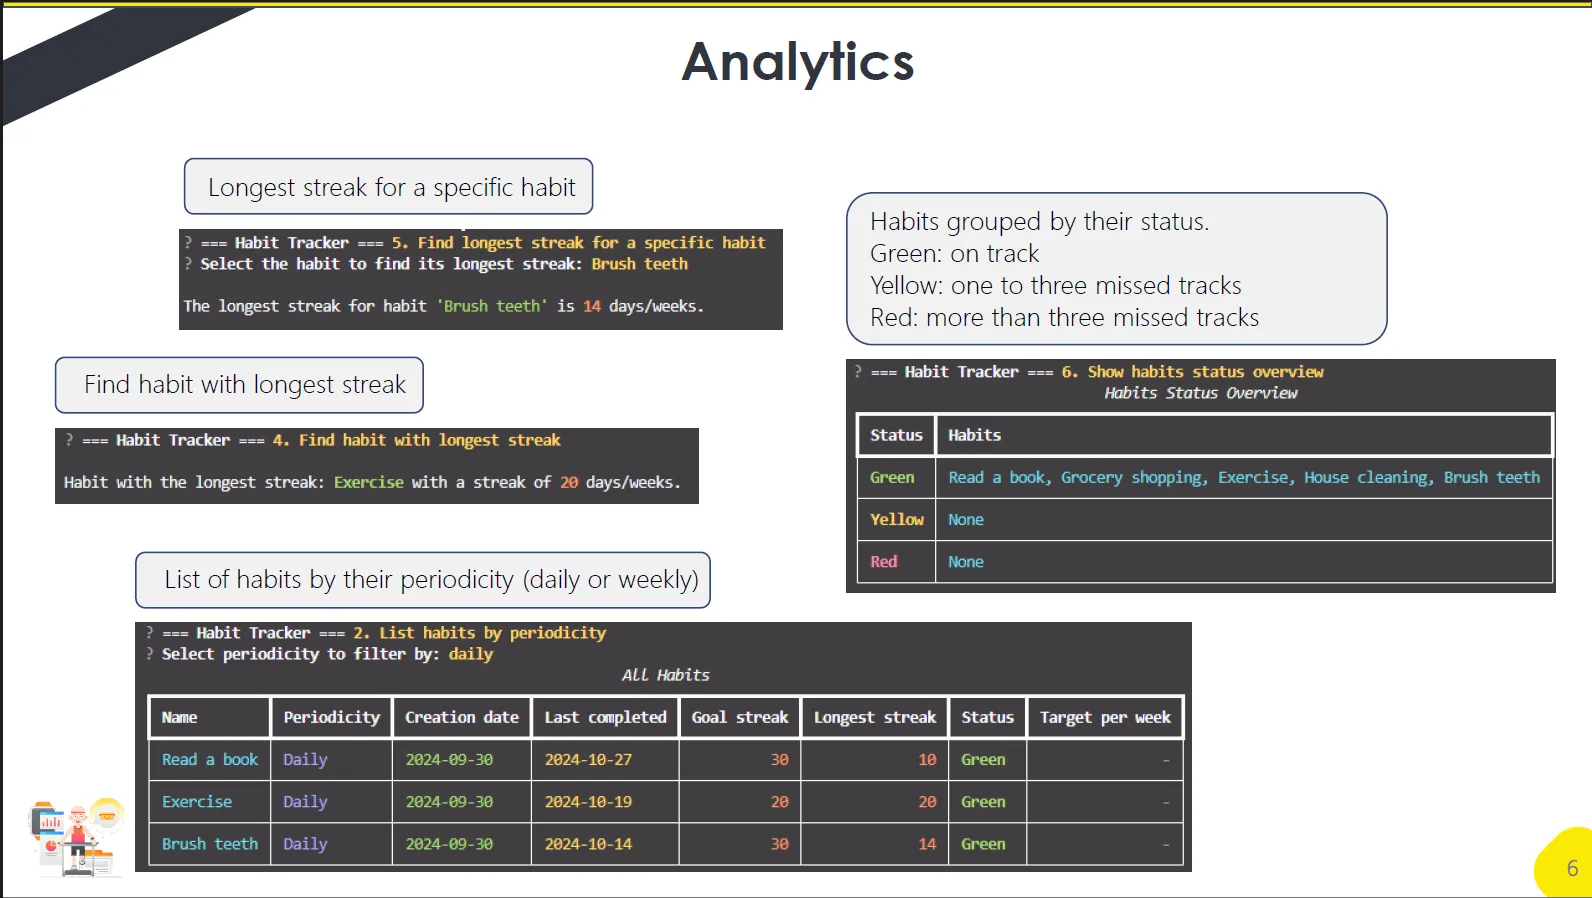 Analytics
Longest streak for a specific habit
? === Habit Tracker === 5. Find longest streak for a specific habit
? Select the habit to find its longest streak: Brush teeth
The longest streak for habit 'Brush teeth' is 14 days/weeks.
Find habit with longest streak
? === Habit Tracker === 4. Find habit with longest streak
Habit with the longest streak: Exercise with a streak of 20 days/weeks.
Habits grouped by their status.
Green: on track
Yellow: one to three missed tracks
Red: more than three missed tracks
? === Habit Tracker === 6. Show habits status overview
Habits Status Overview
Status Habits
Green Read a book, Grocery shopping, Exercise, House cleaning, Brush teeth
Yellow None
Red None
List of habits by their periodicity (daily or weekly)
? === Habit Tracker === 2. List habits by periodicity
? Select periodicity to filter by: daily
All Habits
Name Periodicity Creation date Last completed Goal streak Longest streak Status Target per week
Read a book Daily 2024-09-30 2024-10-27 30 10 Green -
Exercise Daily 2024-09-30 2024-10-19 20 20 Green -
Brush teeth Daily 2024-09-30 2024-10-14 30 14 Green -
6